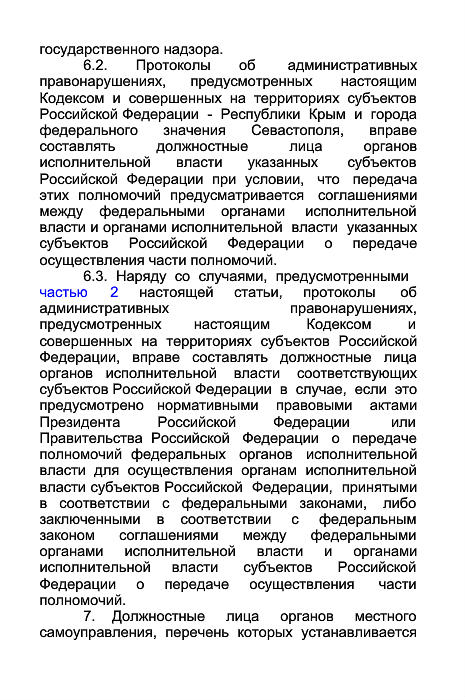 государственного надзора.
6.2. Протоколы об административных
правонарушениях, предусмотренных настоящим
Кодексом и совершенных на территориях субъектов
Российской Федерации - Республики Крым и города
федерального значения Севастополя, вправе
составлять должностные лица органов
исполнительной власти указанных субъектов
Российской Федерации при условии, что передача
этих полномочий предусматривается соглашениями
между федеральными органами исполнительной
власти и органами исполнительной власти указанных
субъектов Российской Федерации о передаче
осуществления части полномочий.
6.3. Наряду со случаями, предусмотренными
частью 2 настоящей статьи, протоколы об
административных правонарушениях,
предусмотренных настоящим Кодексом и
совершенных на территориях субъектов Российской
Федерации, вправе составлять должностные лица
органов исполнительной власти соответствующих
субъектов Российской Федерации в случае, если это
предусмотрено нормативными правовыми актами
Президента Российской Федерации или
Правительства Российской Федерации о передаче
полномочий федеральных органов исполнительной
власти для осуществления органам исполнительной
власти субъектов Российской Федерации, принятыми
в соответствии с федеральными законами, либо
заключенными в соответствии с федеральным
законом соглашениями между федеральными
органами исполнительной власти и органами
исполнительной власти субъектов Российской
Федерации о передаче осуществления части
полномочий.
7. Должностные лица органов местного
самоуправления, перечень которых устанавливается